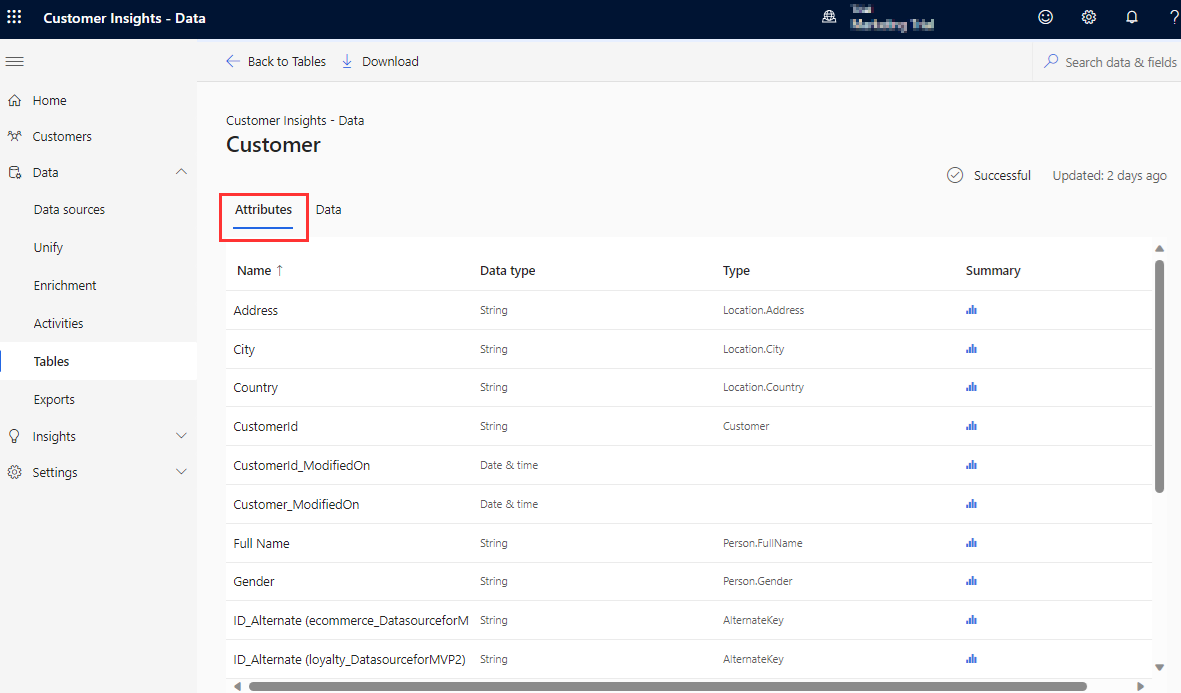 Customer Insights - Data
Trial
Marketing Trial
?
Back to Tables
Download
Search data & fields
Home
Customers
Data
Data sources
Unify
Enrichment
Activities
Tables
Exports
Insights
Settings
Customer Insights - Data
Customer
Successful Updated: 2 days ago
Attributes Data
Name ↑ Data type Type Summary
Address String Location.Address
City String Location.City
Country String Location.Country
CustomerId String Customer
CustomerId_ModifiedOn Date & time
Customer_ModifiedOn Date & time
Full Name String Person.FullName
Gender String Person.Gender
ID_Alternate (ecommerce_DatasourceforM String AlternateKey
ID_Alternate (loyalty_DatasourceforMVP2) String AlternateKey